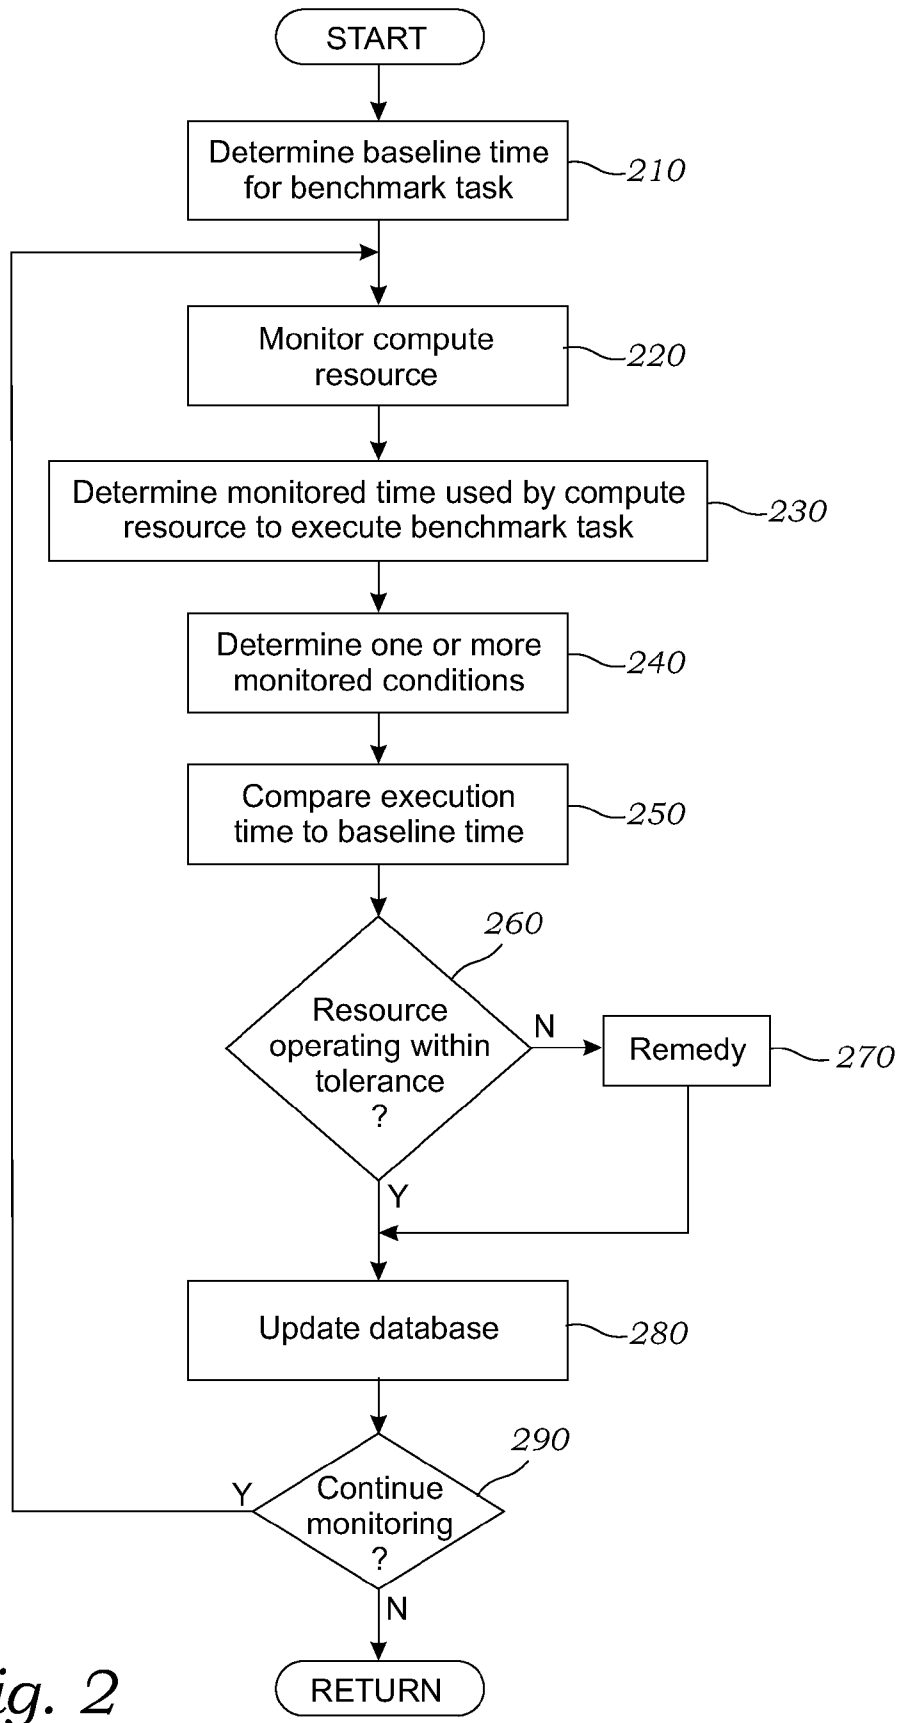 START
Determine baseline time
for benchmark task
210
Monitor compute
resource
220
Determine monitored time used by compute
resource to execute benchmark task
230
Determine one or more
monitored conditions
240
Compare execution
time to baseline time
250
260
Resource
operating within
tolerance
?
N
Remedy
270
Y
Update database
280
290
Continue
monitoring
?
Y
N
RETURN
ig. 2